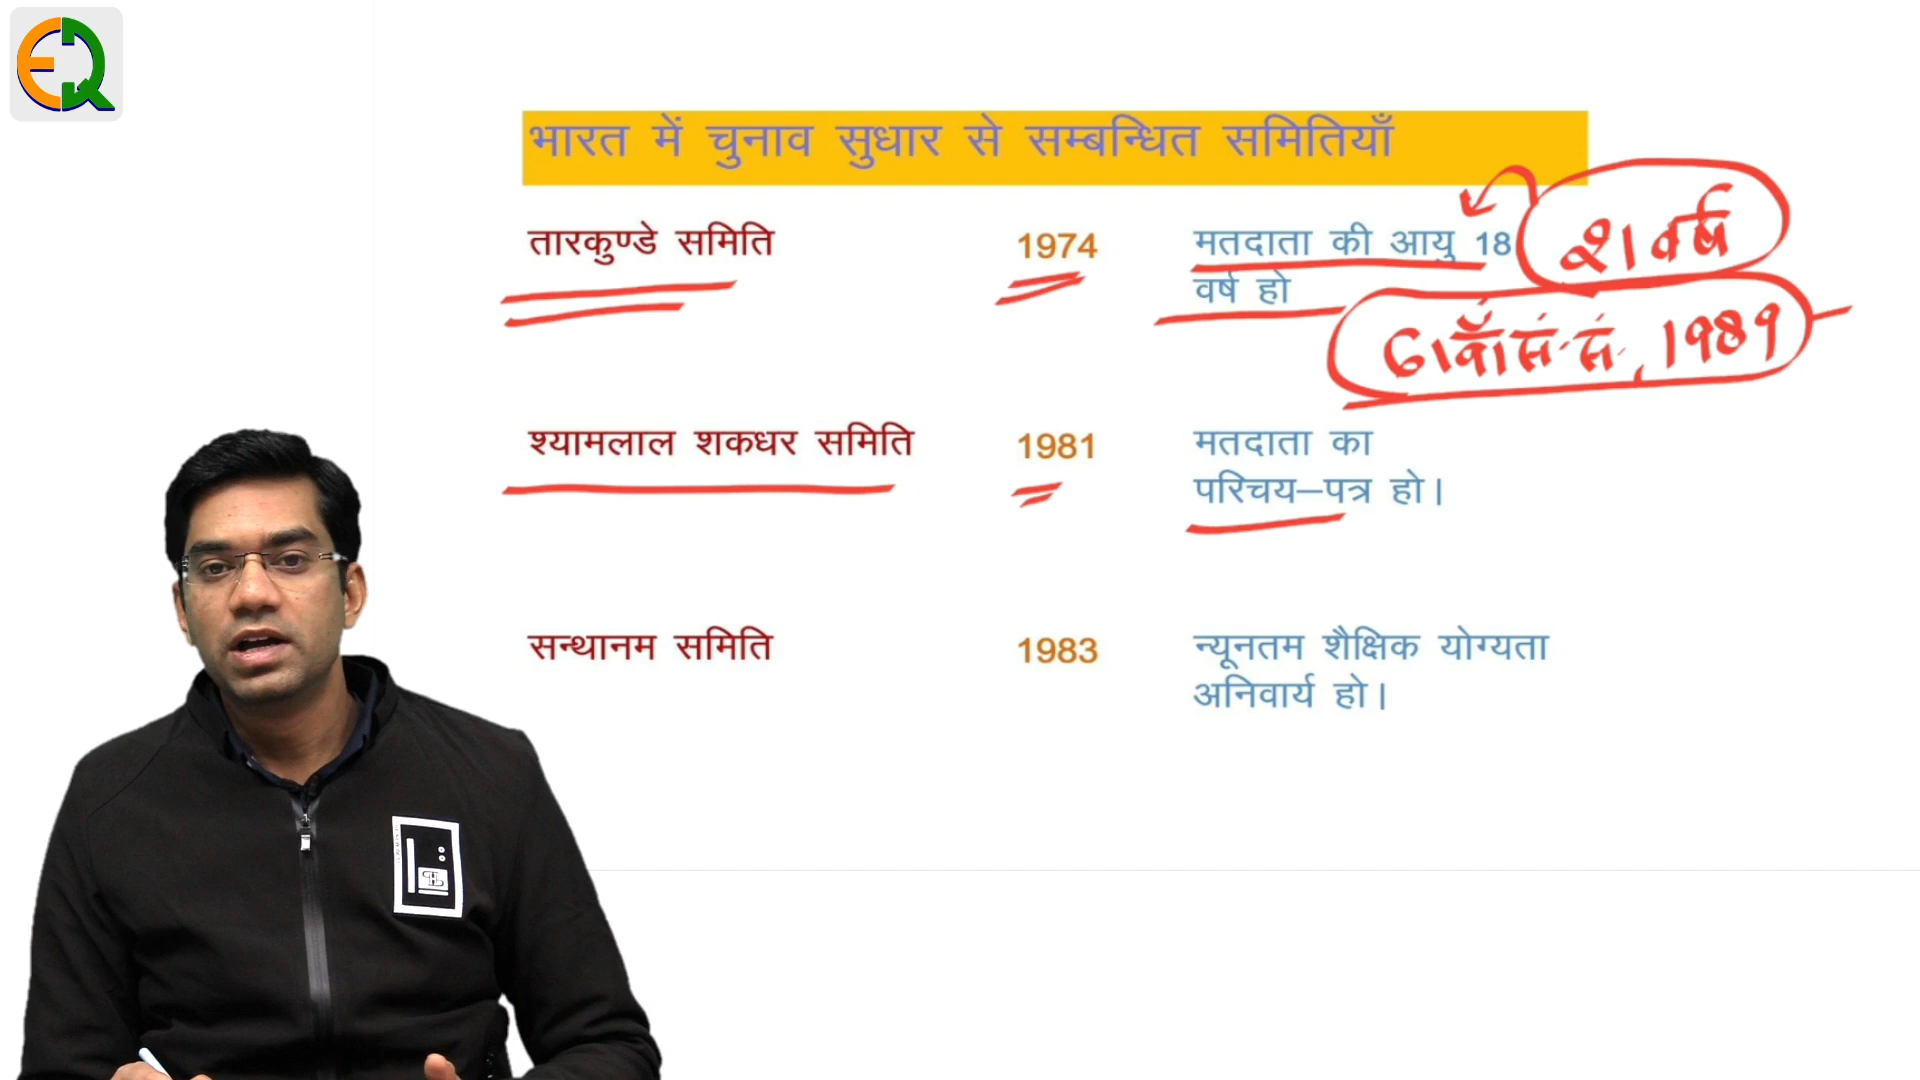 EQ
भारत में चुनाव सुधार से सम्बन्धित समितियाँ
तारकुण्डे समिति 1974 मतदाता की आयु 18
वर्ष हो
21 वर्ष
61वाँ सं. सं., 1989
श्यामलाल शकधर समिति 1981 मतदाता का
परिचय–पत्र हो।
सन्थानम समिति 1983 न्यूनतम शैक्षिक योग्यता
अनिवार्य हो।